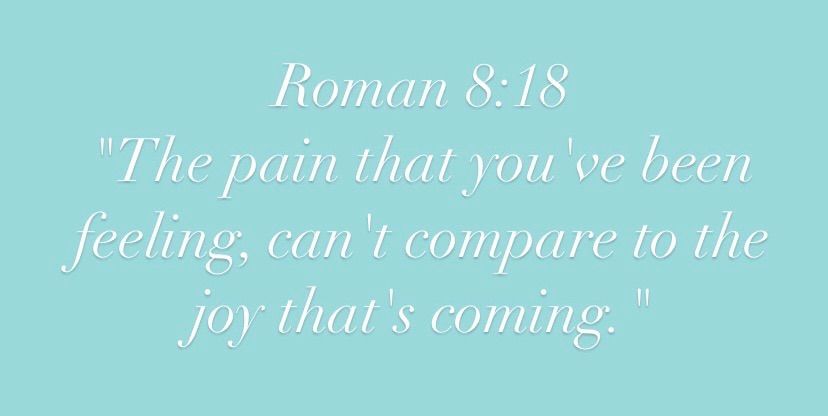 Roman 8:18
"The pain that you've been
feeling, can't compare to the
joy that's coming. "